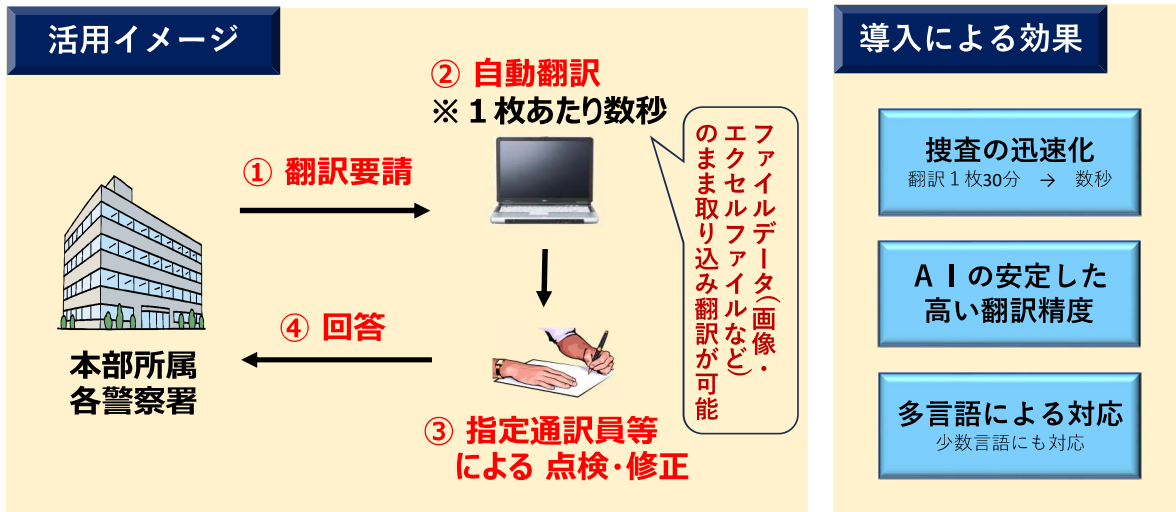 活用イメージ
② 自動翻訳
※１枚あたり数秒
① 翻訳要請
ファイルデータ(画像・
エクセルファイルなど)
のまま取り込み翻訳が可能
④ 回答
本部所属
各警察署
③ 指定通訳員等
による 点検・修正
導入による効果
捜査の迅速化
翻訳１枚30分 → 数秒
ＡＩの安定した
高い翻訳精度
多言語による対応
少数言語にも対応